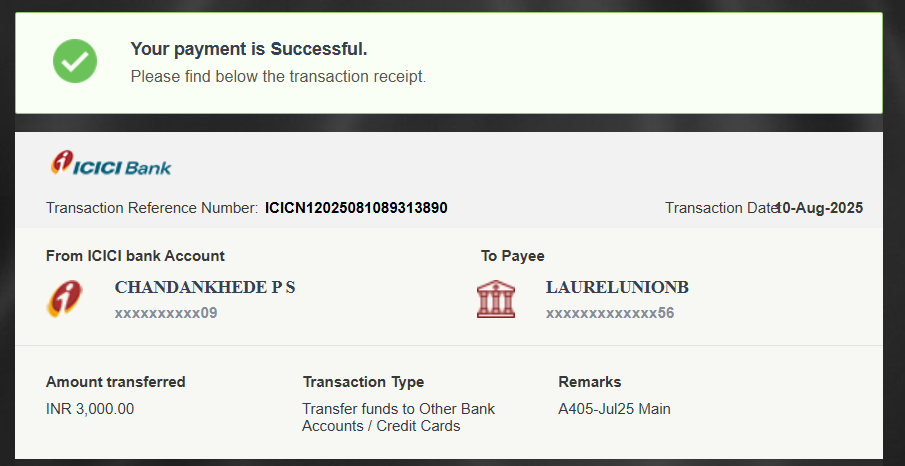 Your payment is Successful.
Please find below the transaction receipt.
ICICI Bank
Transaction Reference Number: ICICN12025081089313890
Transaction Date 10-Aug-2025
From ICICI bank Account
To Payee
CHANDANKHEDE P S
xxxxxxxxxx09
LAURELUNIONB
xxxxxxxxxxxxx56
Amount transferred
INR 3,000.00
Transaction Type
Transfer funds to Other Bank
Accounts / Credit Cards
Remarks
A405-Jul25 Main